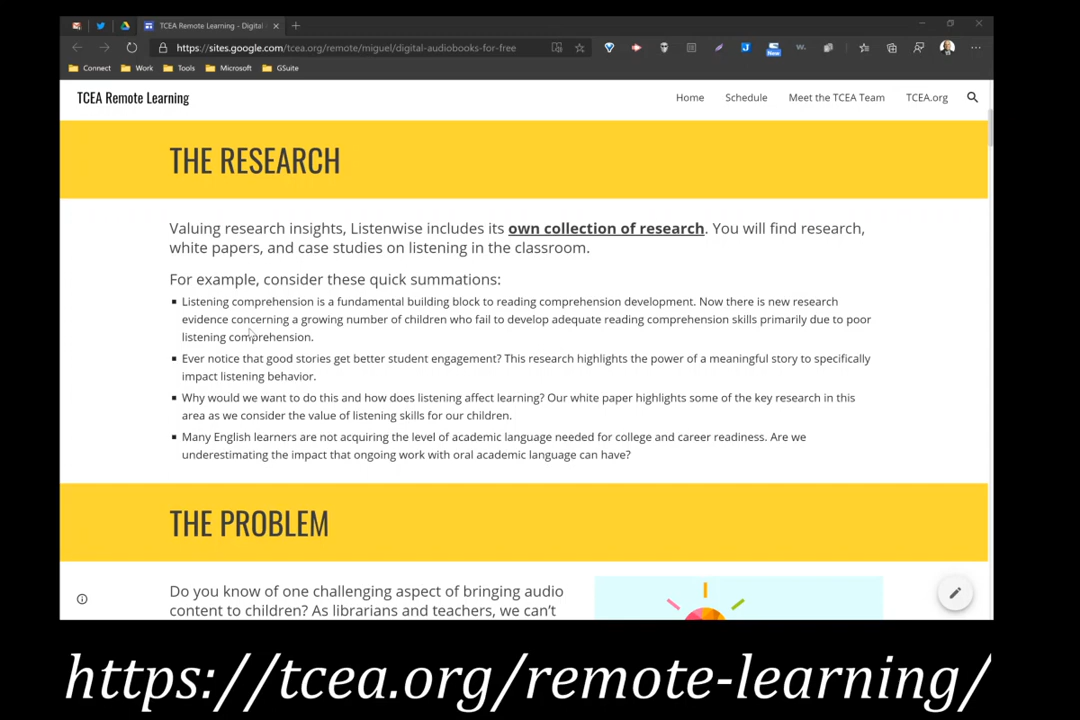 TCEA Remote Learning - Digital
https://sites.google.com/tcea.org/remote/miguel/digital-audiobooks-for-free
New
Connect Work Tools Microsoft GSuite
TCEA Remote Learning Home Schedule Meet the TCEA Team TCEA.org
THE RESEARCH
Valuing research insights, Listenwise includes its own collection of research. You will find research,
white papers, and case studies on listening in the classroom.
For example, consider these quick summations:
▪ Listening comprehension is a fundamental building block to reading comprehension development. Now there is new research
evidence concerning a growing number of children who fail to develop adequate reading comprehension skills primarily due to poor
listening comprehension.
▪ Ever notice that good stories get better student engagement? This research highlights the power of a meaningful story to specifically
impact listening behavior.
▪ Why would we want to do this and how does listening affect learning? Our white paper highlights some of the key research in this
area as we consider the value of listening skills for our children.
▪ Many English learners are not acquiring the level of academic language needed for college and career readiness. Are we
underestimating the impact that ongoing work with oral academic language can have?
THE PROBLEM
Do you know of one challenging aspect of bringing audio
content to children? As librarians and teachers, we can't
https://tcea.org/remote-learning/